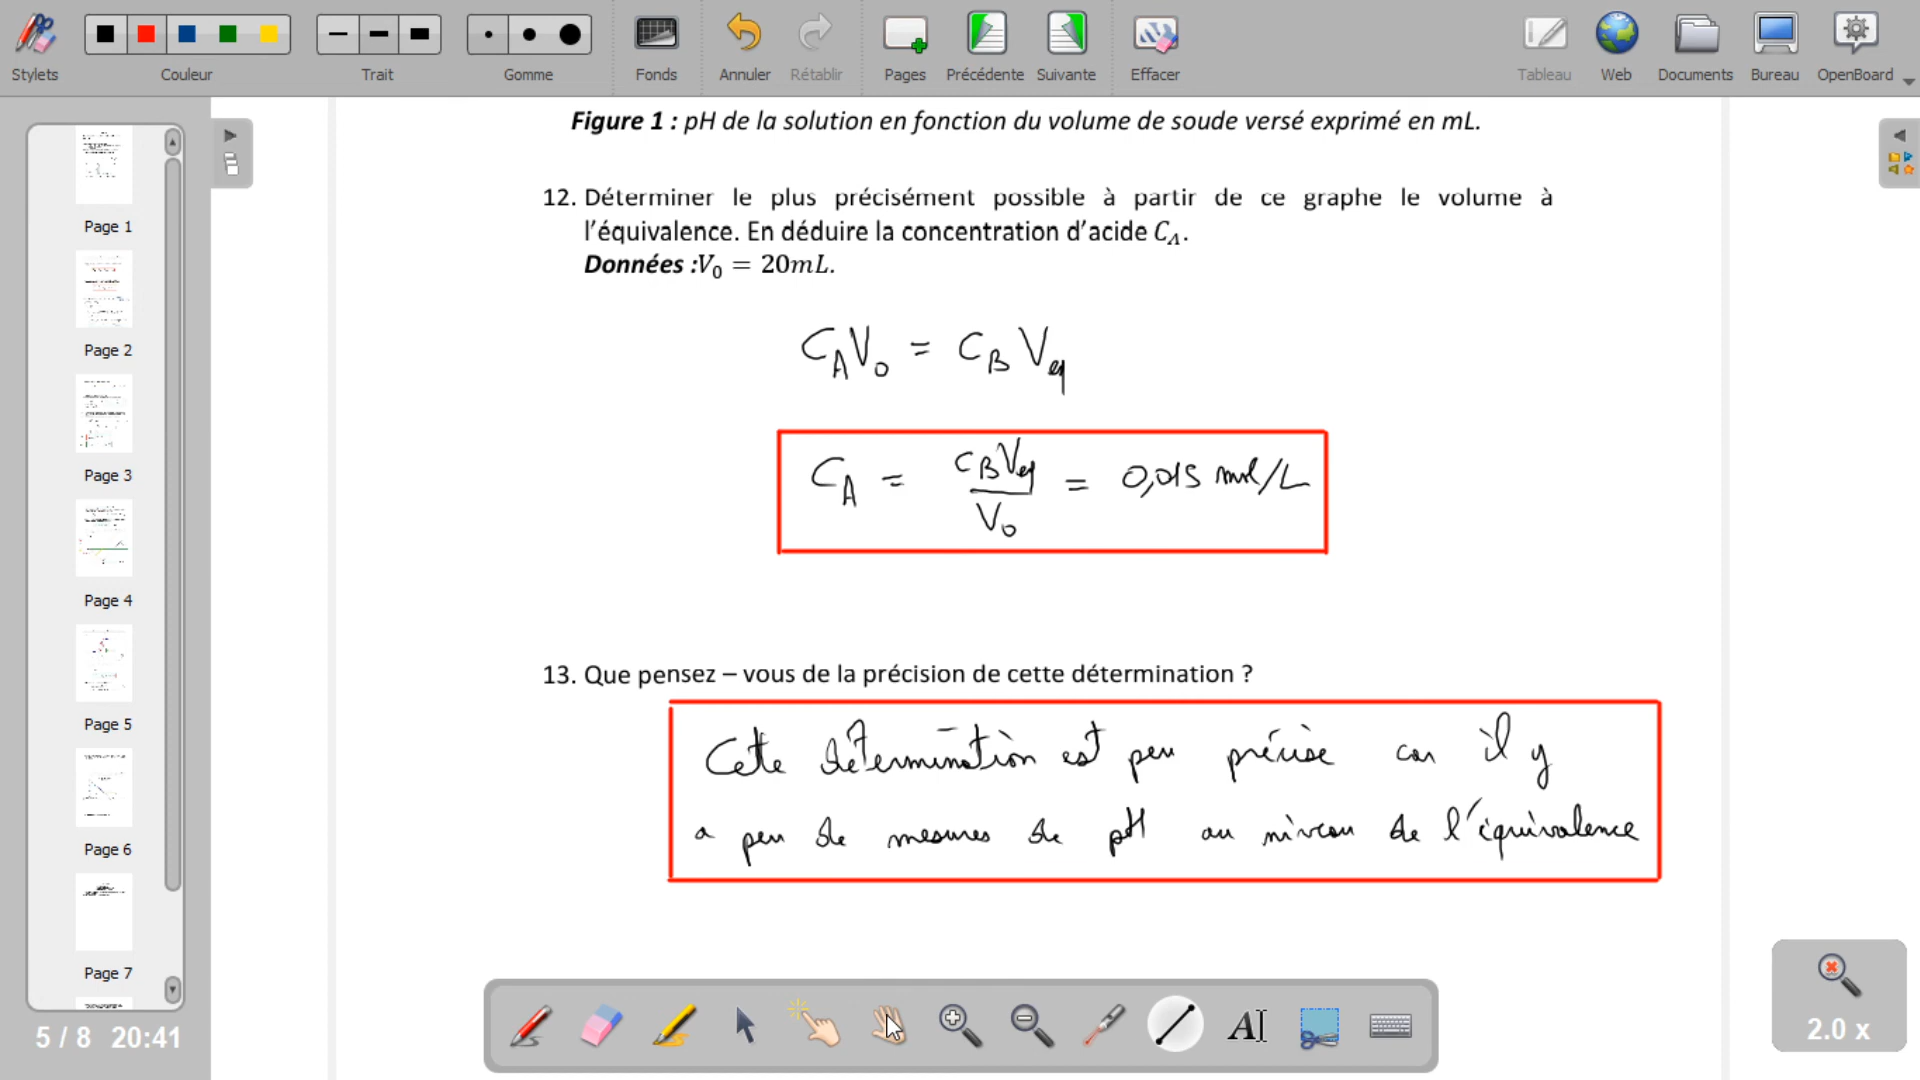 Stylets
Couleur
Trait
Gomme
Fonds
Annuler
Rétablir
Pages
Précédente
Suivante
Effacer
Tableau
Web
Documents
Bureau
OpenBoard
Page 1
Page 2
Page 3
Page 4
Page 5
Page 6
Page 7
5 / 8 20:41
Figure 1 : pH de la solution en fonction du volume de soude versé exprimé en mL.
12. Déterminer le plus précisément possible à partir de ce graphe le volume à
l'équivalence. En déduire la concentration d'acide C_A.
Données :V₀ = 20mL.
C_A V₀ = C_B V_eq
C_A = C_B V_eq / V₀ = 0,015 mol/L
13. Que pensez – vous de la précision de cette détermination ?
Cette détermination est peu précise car il y
a peu de mesures de pH au niveau de l'équivalence
AI
2.0 x